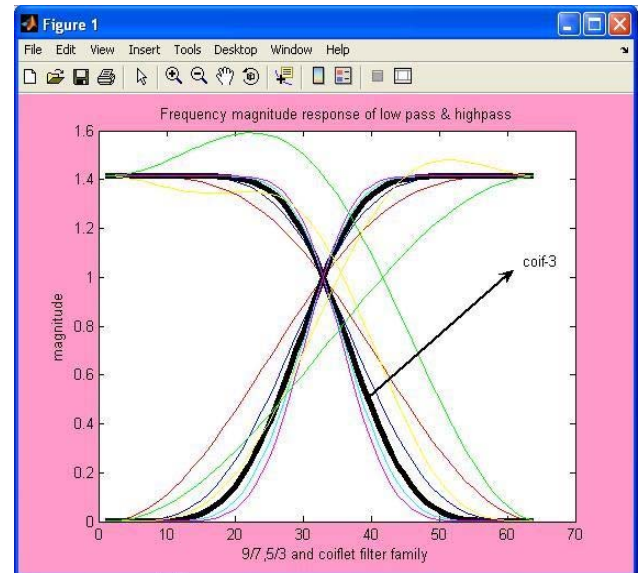 Figure 1
File Edit View Insert Tools Desktop Window Help
Frequency magnitude response of low pass & highpass
1.6
1.4
1.2
1
0.8
0.6
0.4
0.2
0
magnitude
coif-3
0 10 20 30 40 50 60 70
9/7,5/3 and coiflet filter family